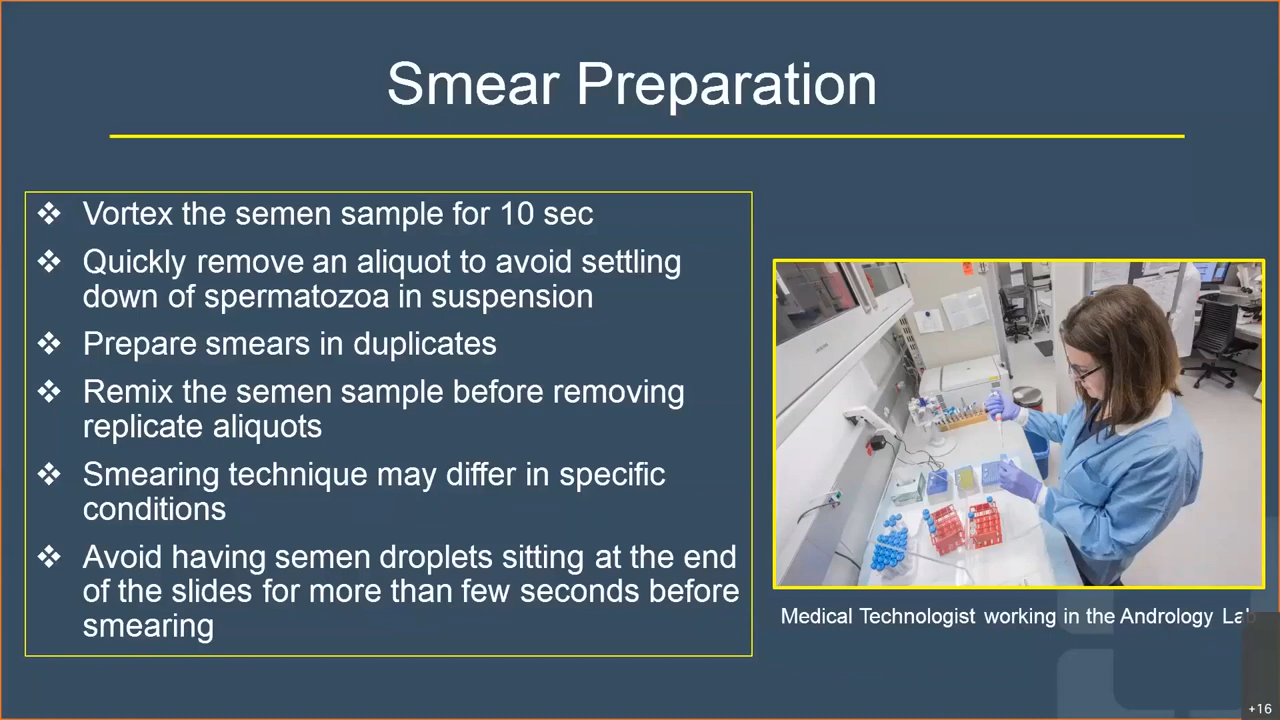 Smear Preparation
❖ Vortex the semen sample for 10 sec
❖ Quickly remove an aliquot to avoid settling
down of spermatozoa in suspension
❖ Prepare smears in duplicates
❖ Remix the semen sample before removing
replicate aliquots
❖ Smearing technique may differ in specific
conditions
❖ Avoid having semen droplets sitting at the end
of the slides for more than few seconds before
smearing
Medical Technologist working in the Andrology Lab
+16